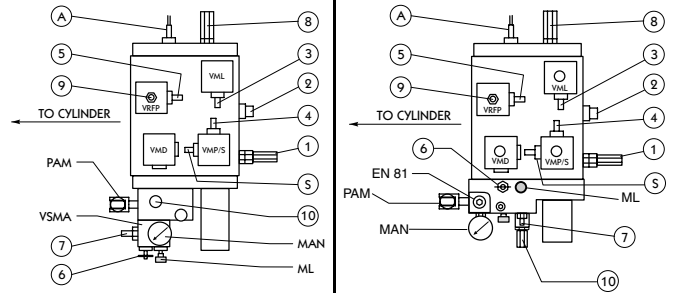 A
8
5
3
9
VML
2
VRFP
4
TO CYLINDER
1
VMD
VMP/S
PAM
S
VSMA
10
7
MAN
6
ML
A
8
5
3
9
VML
2
VRFP
4
TO CYLINDER
6
1
VMD
VMP/S
EN 81
S
PAM
ML
MAN
7
10